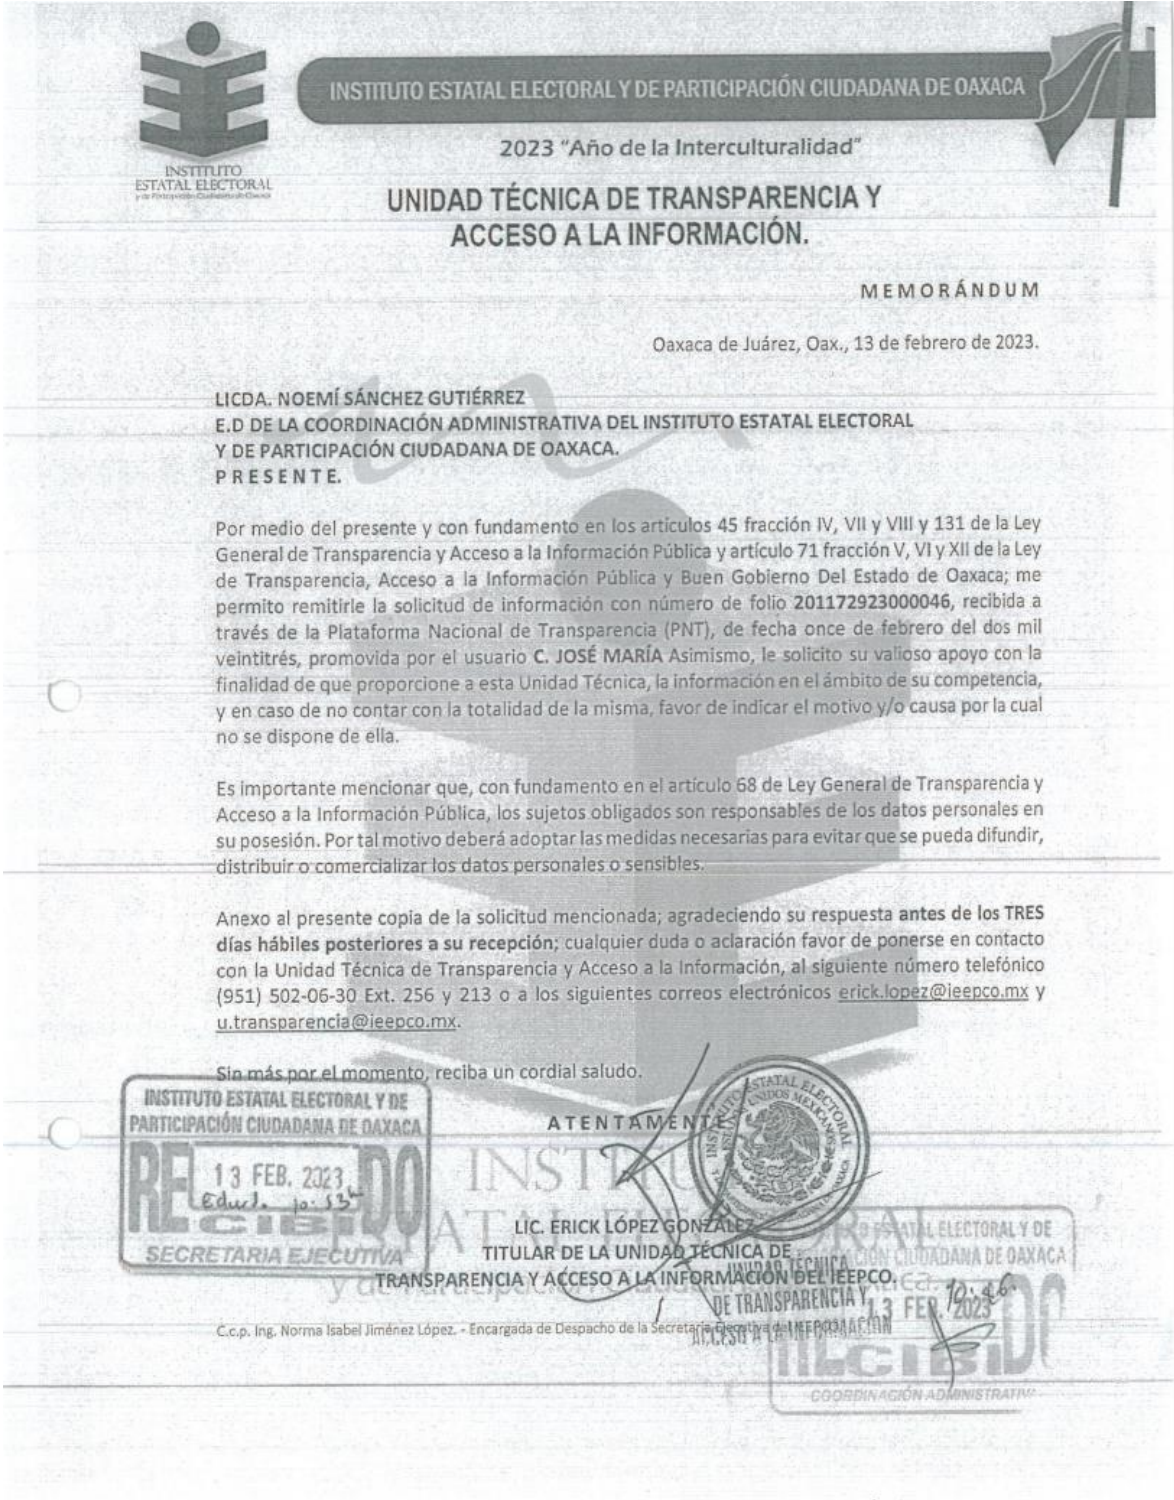 INSTITUTO ESTATAL ELECTORAL Y DE PARTICIPACIÓN CIUDADANA DE OAXACA
INSTITUTO
ESTATAL ELECTORAL
y de Participación Ciudadana de Oaxaca
2023 "Año de la Interculturalidad"
UNIDAD TÉCNICA DE TRANSPARENCIA Y
ACCESO A LA INFORMACIÓN.
MEMORÁNDUM
Oaxaca de Juárez, Oax., 13 de febrero de 2023.
LICDA. NOEMÍ SÁNCHEZ GUTIÉRREZ
E.D DE LA COORDINACIÓN ADMINISTRATIVA DEL INSTITUTO ESTATAL ELECTORAL
Y DE PARTICIPACIÓN CIUDADANA DE OAXACA.
P R E S E N T E.
Por medio del presente y con fundamento en los artículos 45 fracción IV, VII y VIII y 131 de la Ley
General de Transparencia y Acceso a la Información Pública y artículo 71 fracción V, VI y XII de la Ley
de Transparencia, Acceso a la Información Pública y Buen Gobierno Del Estado de Oaxaca; me
permito remitirle la solicitud de información con número de folio 201172923000046, recibida a
través de la Plataforma Nacional de Transparencia (PNT), de fecha once de febrero del dos mil
veintitrés, promovida por el usuario C. JOSÉ MARÍA Asimismo, le solicito su valioso apoyo con la
finalidad de que proporcione a esta Unidad Técnica, la información en el ámbito de su competencia,
y en caso de no contar con la totalidad de la misma, favor de indicar el motivo y/o causa por la cual
no se dispone de ella.
Es importante mencionar que, con fundamento en el artículo 68 de Ley General de Transparencia y
Acceso a la Información Pública, los sujetos obligados son responsables de los datos personales en
su posesión. Por tal motivo deberá adoptar las medidas necesarias para evitar que se pueda difundir,
distribuir o comercializar los datos personales o sensibles.
Anexo al presente copia de la solicitud mencionada; agradeciendo su respuesta antes de los TRES
días hábiles posteriores a su recepción; cualquier duda o aclaración favor de ponerse en contacto
con la Unidad Técnica de Transparencia y Acceso a la Información, al siguiente número telefónico
(951) 502-06-30 Ext. 256 y 213 o a los siguientes correos electrónicos erick.lopez@ieepco.mx y
u.transparencia@ieepco.mx.
Sin más por el momento, reciba un cordial saludo.
INSTITUTO ESTATAL ELECTORAL Y DE
PARTICIPACIÓN CIUDADANA DE OAXACA
RECIBIDO
13 FEB. 2023
SECRETARIA EJECUTIVA
A T E N T A M E N T E
LIC. ERICK LÓPEZ GONZÁLEZ
TITULAR DE LA UNIDAD TÉCNICA DE
TRANSPARENCIA Y ACCESO A LA INFORMACIÓN DEL IEEPCO.
UNIDAD TÉCNICA
DE TRANSPARENCIA Y
ACCESO A LA INFORMACIÓN
ESTATAL ELECTORAL Y DE
CIUDADANA DE OAXACA
13 FEB. 2023
RECIBIDO
COORDINACIÓN ADMINISTRATIVA
C.c.p. Ing. Norma Isabel Jiménez López. - Encargada de Despacho de la Secretaría Ejecutiva del IEEPCO